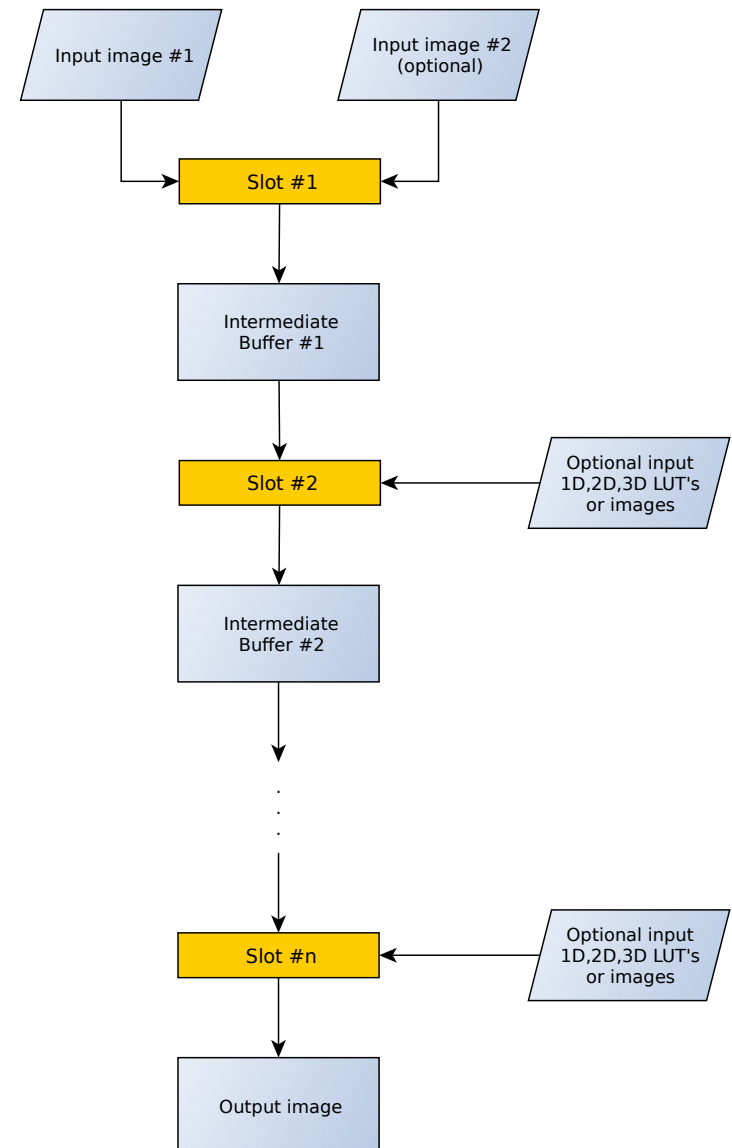 Input image #1
Input image #2
(optional)
Slot #1
Intermediate
Buffer #1
Slot #2
Optional input
1D,2D,3D LUT's
or images
Intermediate
Buffer #2
.
.
.
Slot #n
Optional input
1D,2D,3D LUT's
or images
Output image